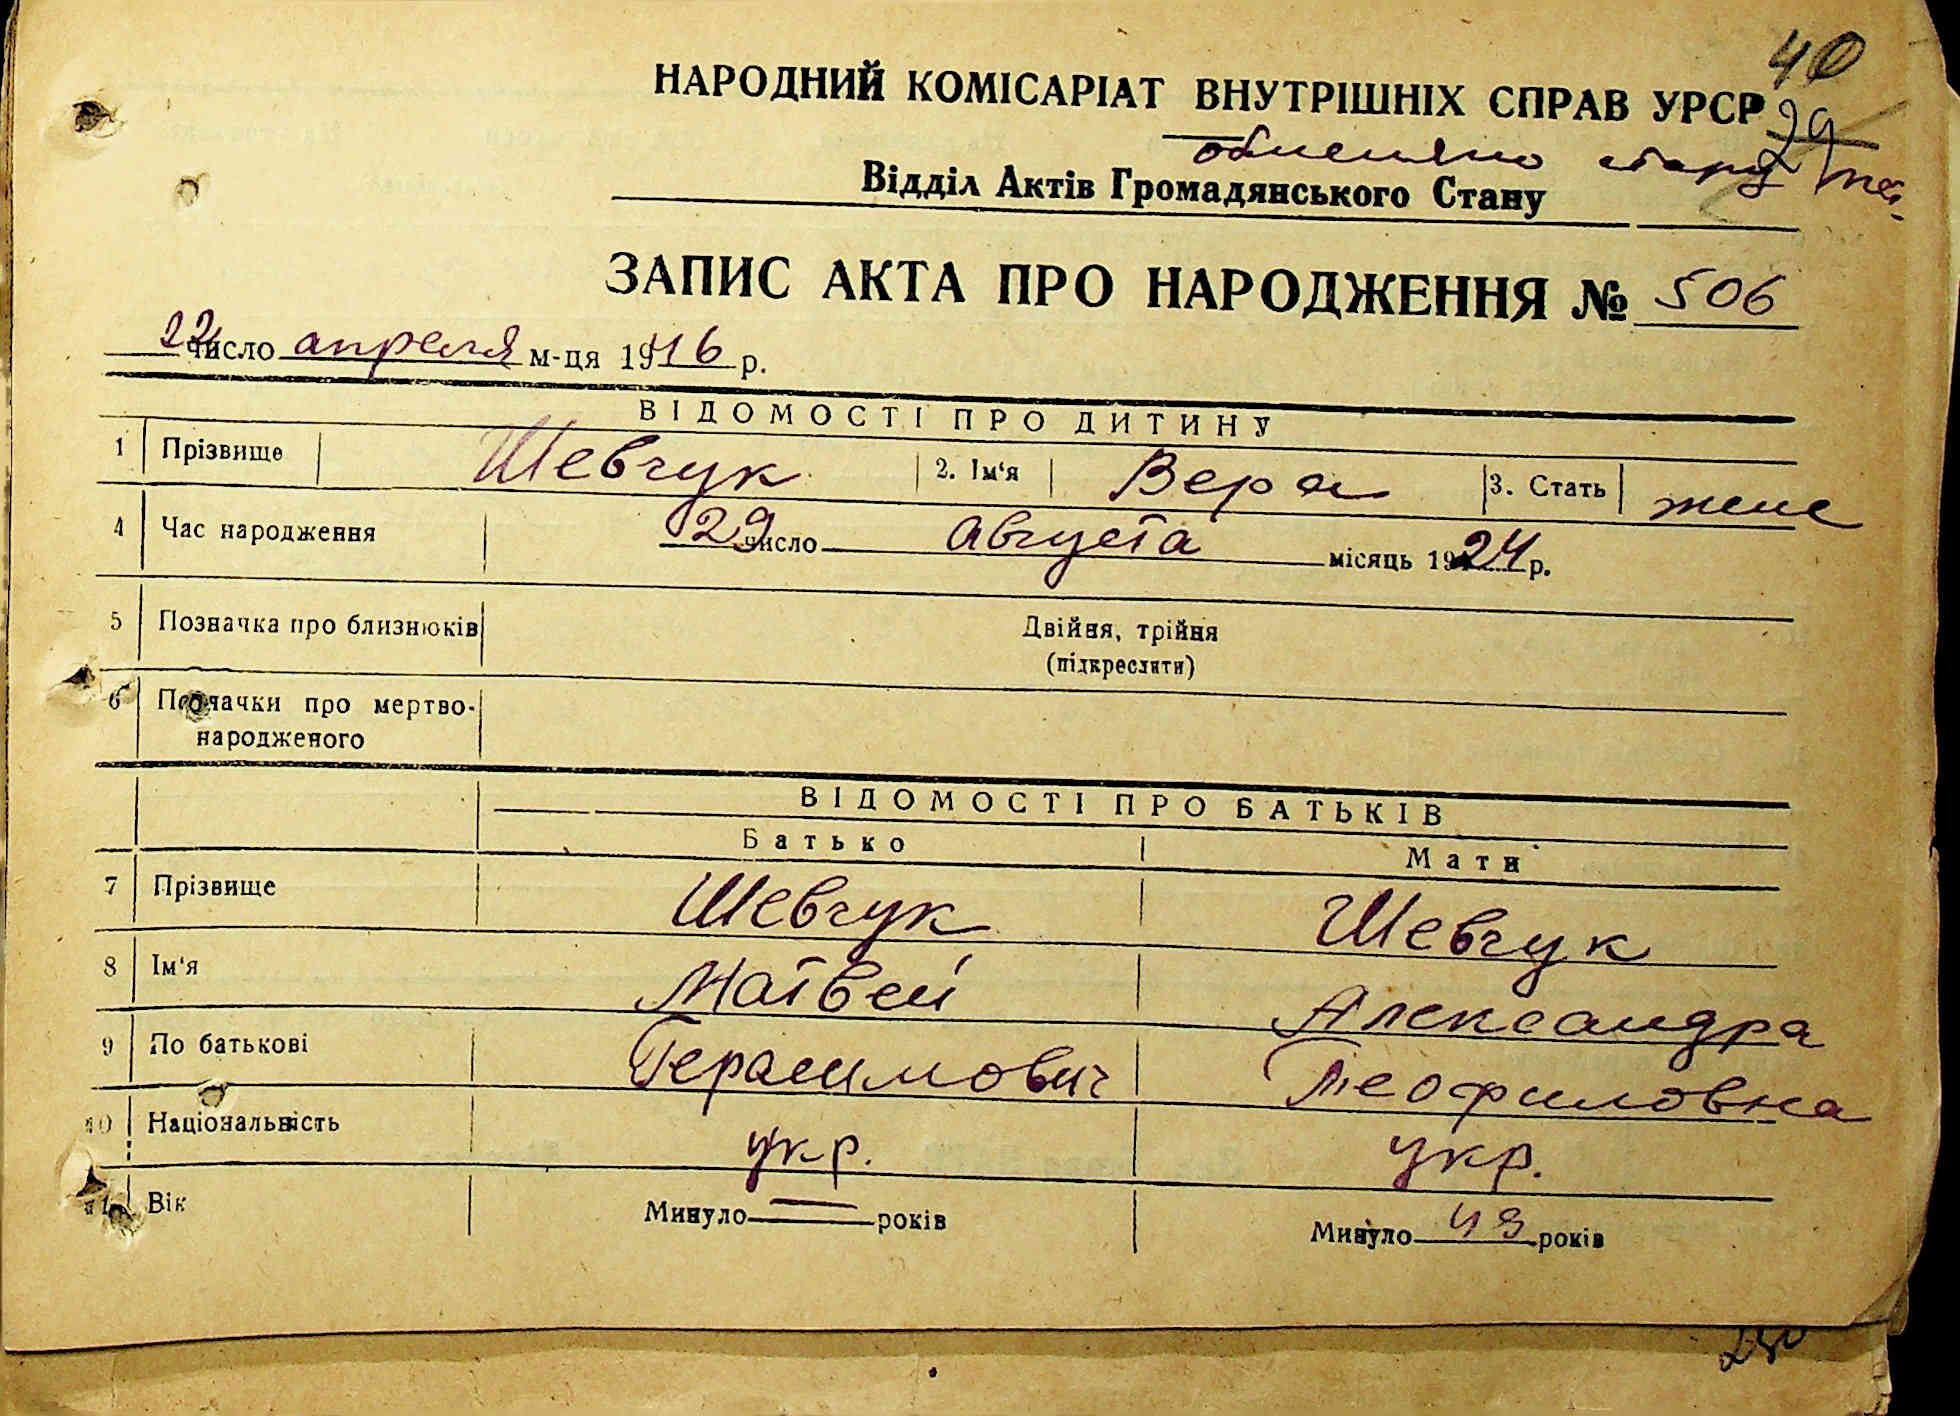 40
НАРОДНИЙ КОМІСАРІАТ ВНУТРІШНІХ СПРАВ УРСР
29
Відділ Актів Громадянського Стану
ЗАПИС АКТА ПРО НАРОДЖЕННЯ № 506
22 число апреля м-ця 1946 р.
ВІДОМОСТІ ПРО ДИТИНУ
1 Прізвище Шевчук 2. Ім'я Вера 3. Стать женс
4 Час народження 29 число августа місяць 1924 р.
5 Позначка про близнюків Двійня, трійня
(підкреслити)
6 Позначки про мертво-
народженого
ВІДОМОСТІ ПРО БАТЬКІВ
Батько Мати
7 Прізвище Шевчук Шевчук
8 Ім'я Матвей Александра
9 По батькові Герасимович Теофиловна
10 Національність укр. укр.
11 Вік Минуло — років Минуло 43 років